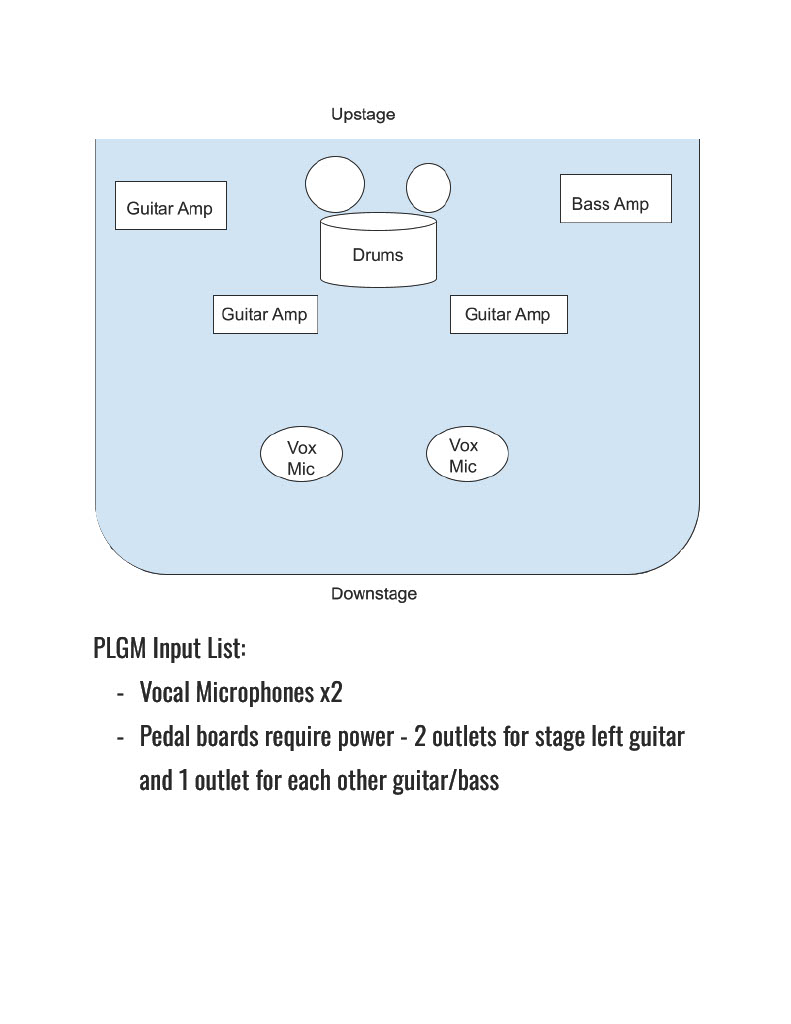 Upstage
Guitar Amp
Bass Amp
Drums
Guitar Amp
Guitar Amp
Vox
Mic
Vox
Mic
Downstage
PLGM Input List:
- Vocal Microphones x2
- Pedal boards require power - 2 outlets for stage left guitar
and 1 outlet for each other guitar/bass